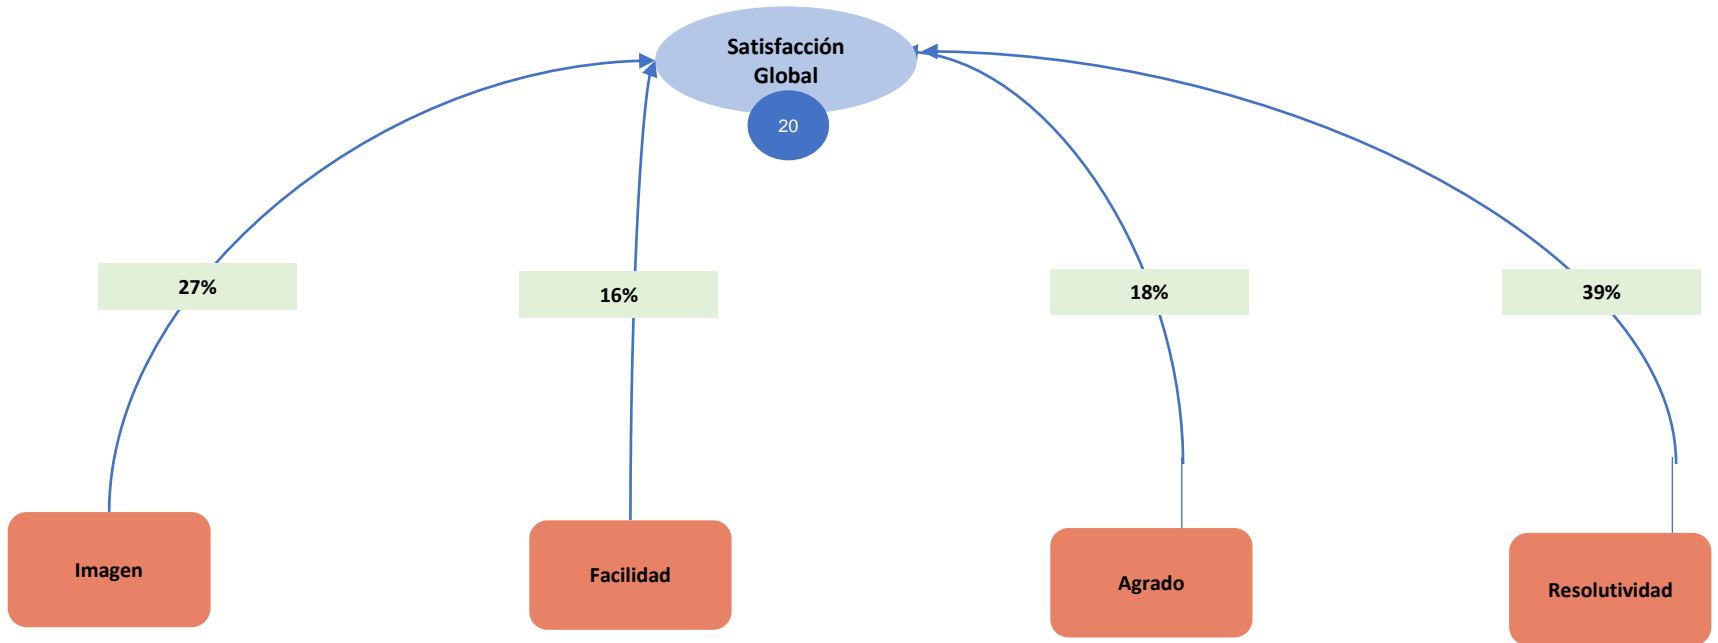 Satisfacción
Global
20
27%
16%
18%
39%
Imagen
Facilidad
Agrado
Resolutividad